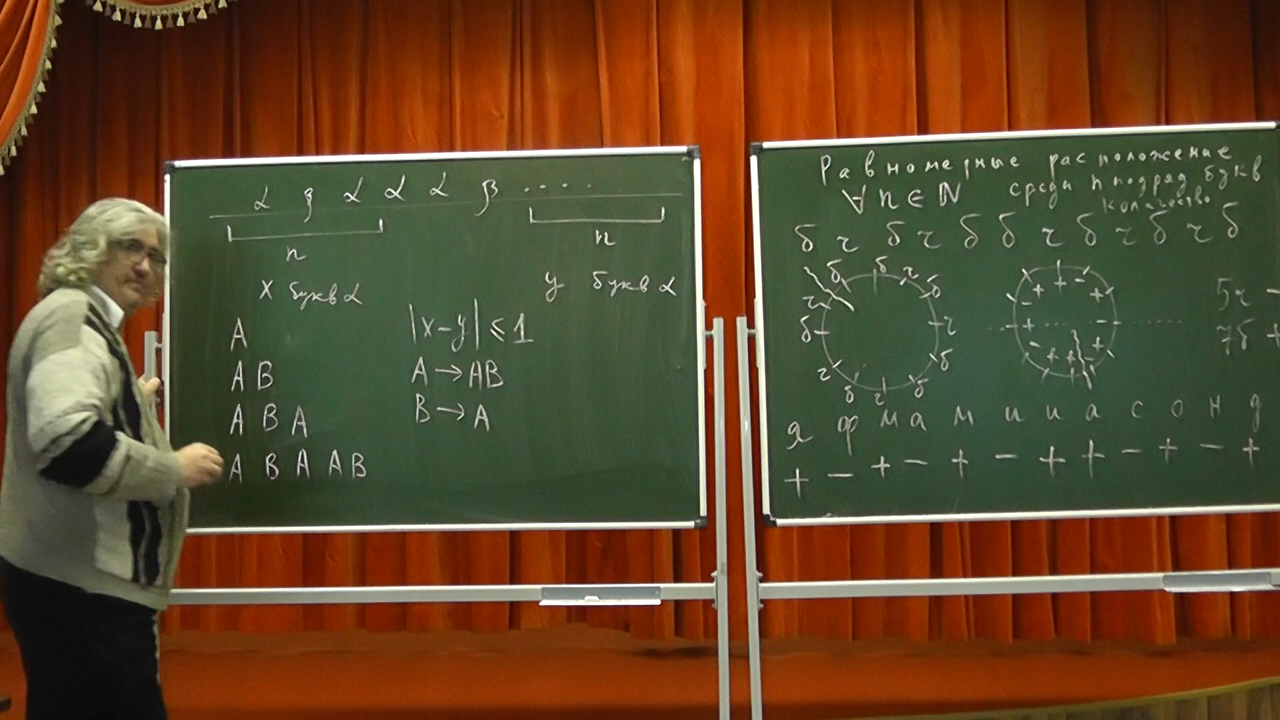 α β α α α β ....
n
n
x букв α
y букв α
A
|x-y| ⩽ 1
A B
A → AB
A B A
B → A
A B A A B
Равномерные расположение
∀n ∈ ℕ среди n подряд букв
количество
б ч б ч б б ч б ч б ч б
б ч б ч б б ч б ч б ч б
+ - + + + + + -
5ч -
7б +
я ф м а м и и а с о н д
+ - + - + - + + - + - +